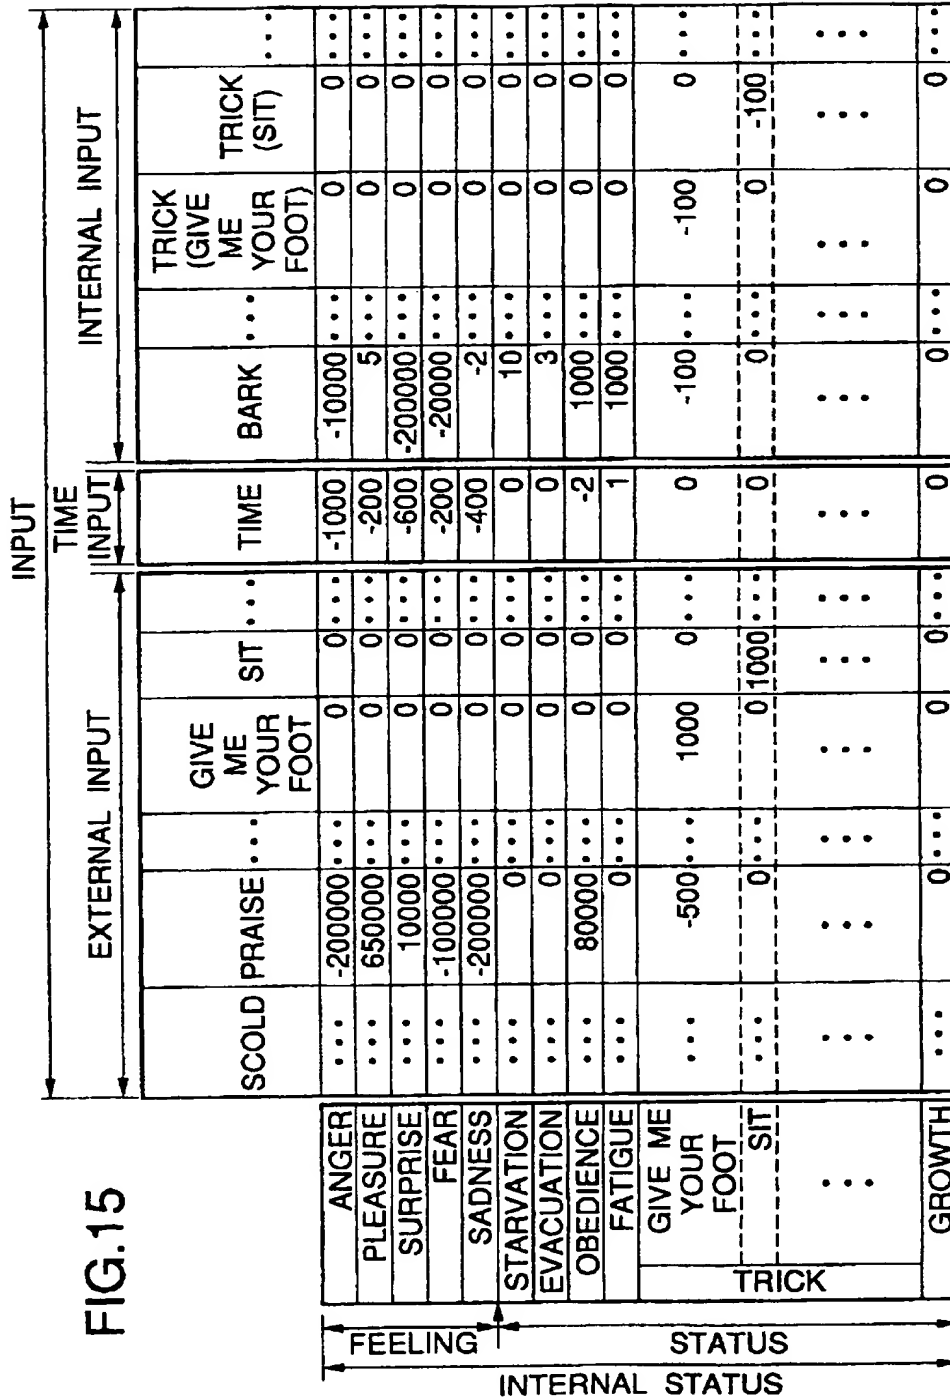 FIG.15
INPUT
EXTERNAL INPUT
TIME INPUT
INTERNAL INPUT
SCOLD PRAISE ... GIVE ME YOUR FOOT SIT ... TIME BARK ... TRICK (GIVE ME YOUR FOOT) TRICK (SIT) ...
INTERNAL STATUS
FEELING
ANGER ... -200000 ... 0 0 ... -1000 -10000 ... 0 0 ...
PLEASURE ... 650000 ... 0 0 ... -200 5 ... 0 0 ...
SURPRISE ... 10000 ... 0 0 ... -600 -200000 ... 0 0 ...
FEAR ... -100000 ... 0 0 ... -200 -20000 ... 0 0 ...
SADNESS ... -200000 ... 0 0 ... -400 -2 ... 0 0 ...
STATUS
STARVATION ... 0 ... 0 0 ... 0 10 ... 0 0 ...
EVACUATION ... 0 ... 0 0 ... 0 3 ... 0 0 ...
OBEDIENCE ... 80000 ... 0 0 ... -2 1000 ... 0 0 ...
FATIGUE ... 0 ... 0 0 ... 1 1000 ... 0 0 ...
TRICK
GIVE ME YOUR FOOT ... -500 ... 1000 0 ... 0 -100 ... -100 0 ...
SIT ... 0 ... 0 1000 ... 0 0 ... 0 -100 ...
... ... ... ... ... ... ... ... ... ... ... ... ...
GROWTH ... 0 ... 0 0 ... 0 0 ... 0 0 ...